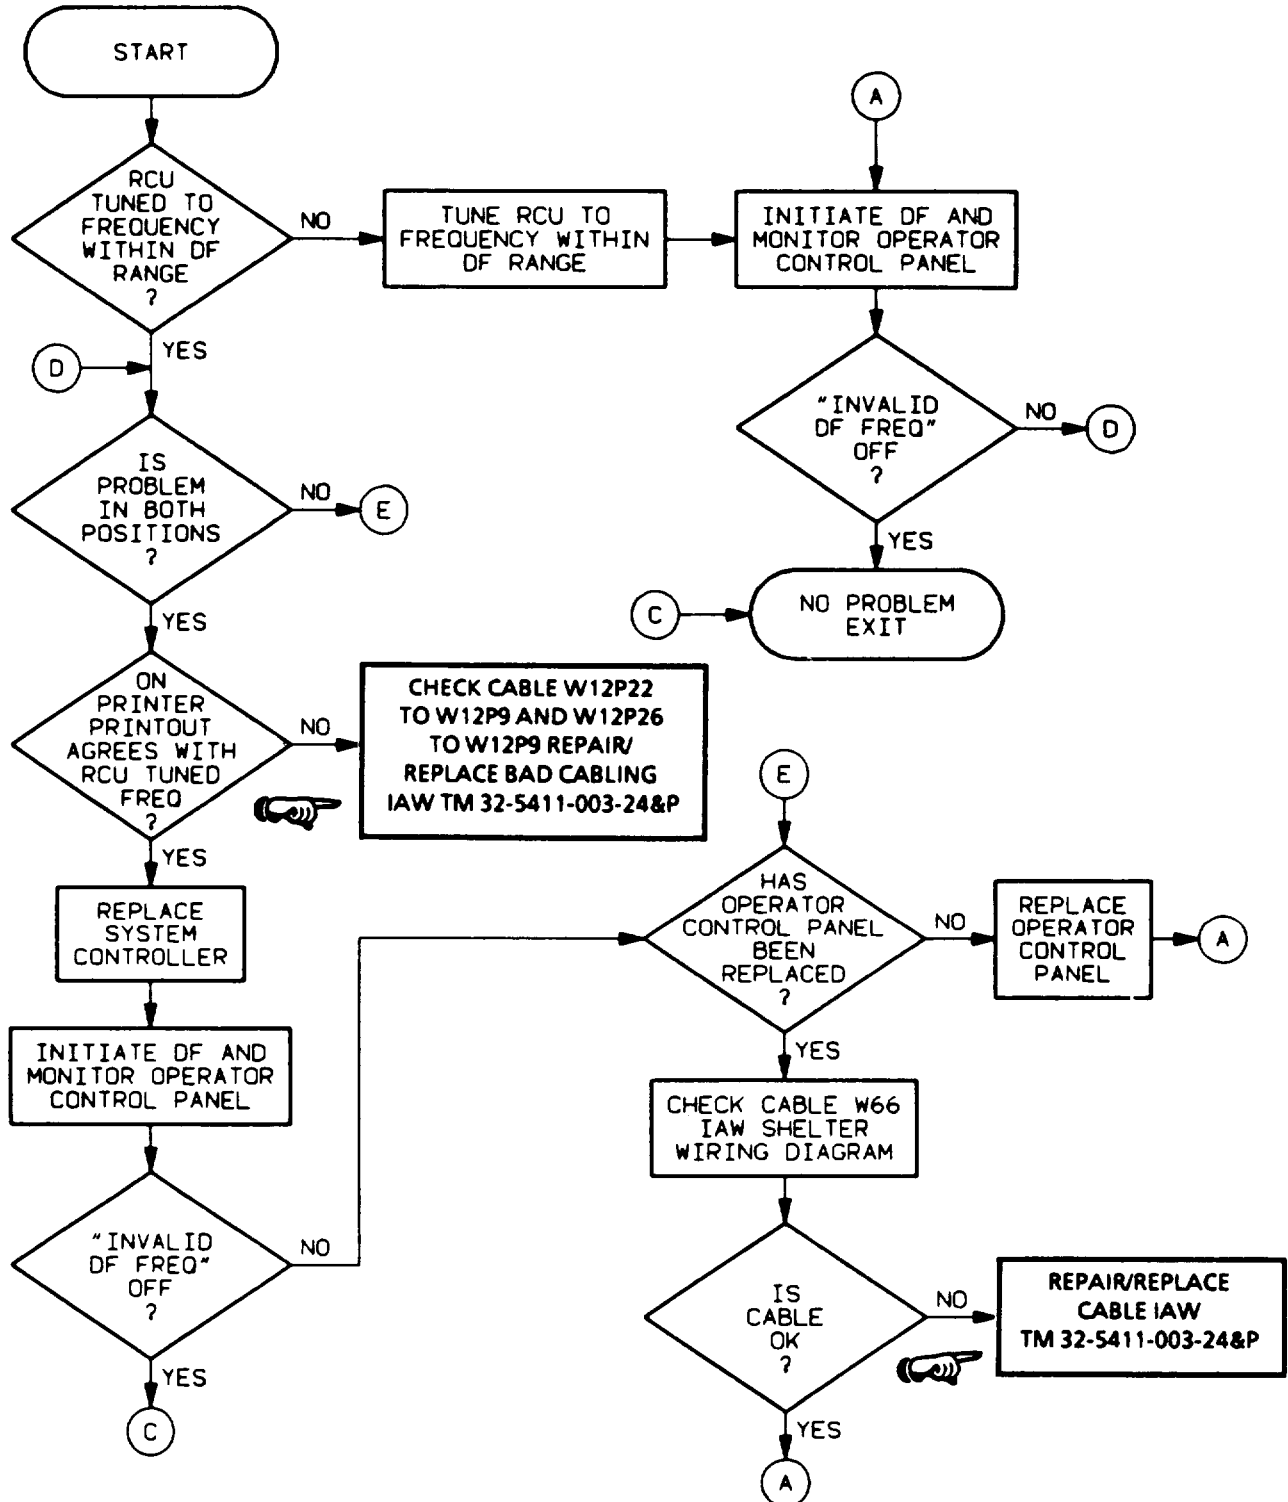 START
RCU
TUNED TO
FREQUENCY
WITHIN DF
RANGE
?
NO
YES
TUNE RCU TO
FREQUENCY WITHIN
DF RANGE
A
INITIATE DF AND
MONITOR OPERATOR
CONTROL PANEL
"INVALID
DF FREQ"
OFF
?
NO
D
YES
C
NO PROBLEM
EXIT
D
IS
PROBLEM
IN BOTH
POSITIONS
?
NO
E
YES
ON
PRINTER
PRINTOUT
AGREES WITH
RCU TUNED
FREQ
?
NO
CHECK CABLE W12P22
TO W12P9 AND W12P26
TO W12P9 REPAIR/
REPLACE BAD CABLING
IAW TM 32-5411-003-24&P
YES
REPLACE
SYSTEM
CONTROLLER
INITIATE DF AND
MONITOR OPERATOR
CONTROL PANEL
"INVALID
DF FREQ"
OFF
?
NO
YES
C
E
HAS
OPERATOR
CONTROL PANEL
BEEN
REPLACED
?
NO
REPLACE
OPERATOR
CONTROL
PANEL
A
YES
CHECK CABLE W66
IAW SHELTER
WIRING DIAGRAM
IS
CABLE
OK
?
NO
REPAIR/REPLACE
CABLE IAW
TM 32-5411-003-24&P
YES
A